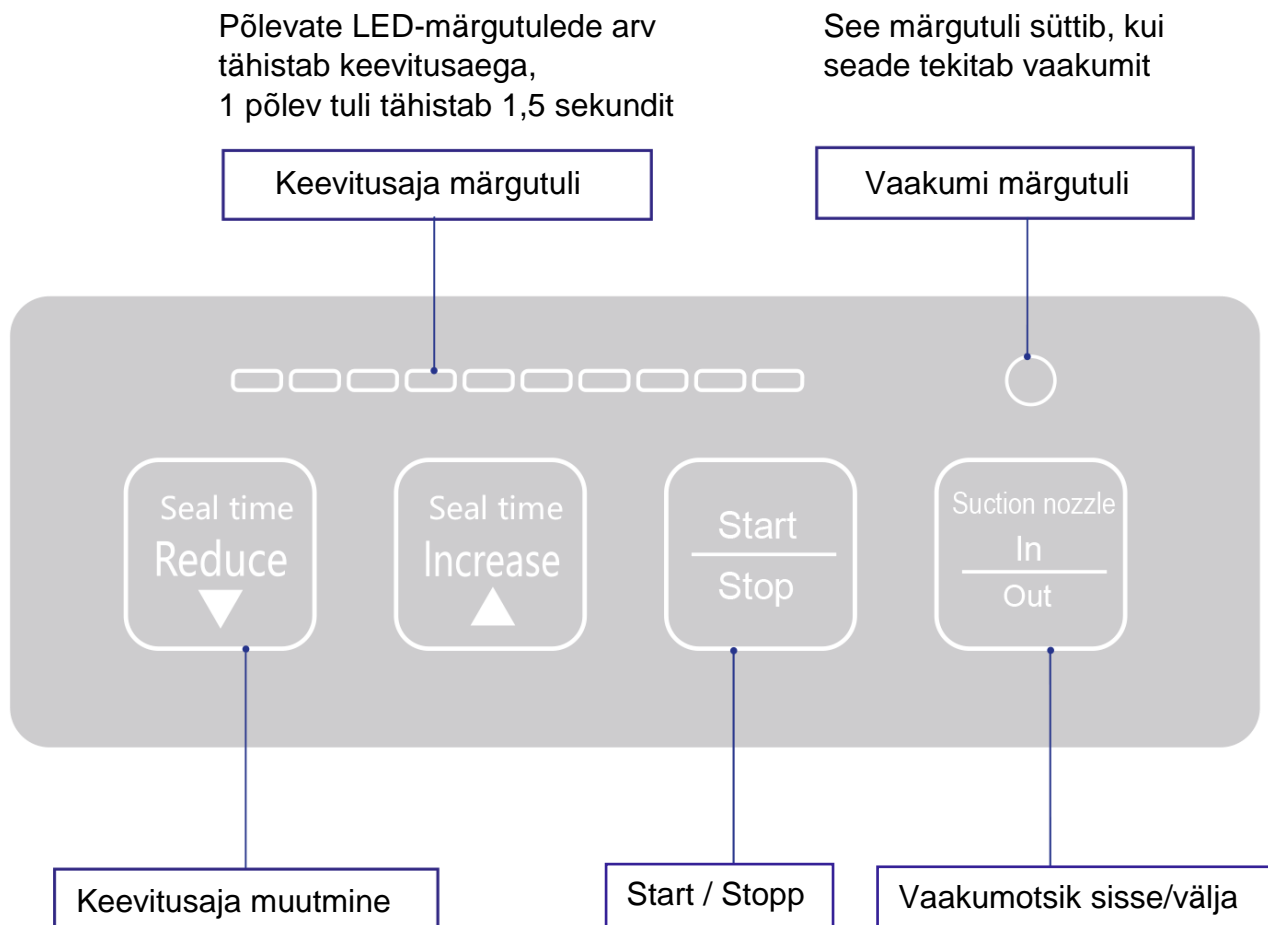 Põlevate LED-märgutulede arv
tähistab keevitusaega,
1 põlev tuli tähistab 1,5 sekundit
See märgutuli süttib, kui
seade tekitab vaakumit
Keevitusaja märgutuli
Vaakumi märgutuli
Seal time
Reduce
Seal time
Increase
Start
Stop
Suction nozzle
In
Out
Keevitusaja muutmine
Start / Stopp
Vaakumotsik sisse/välja